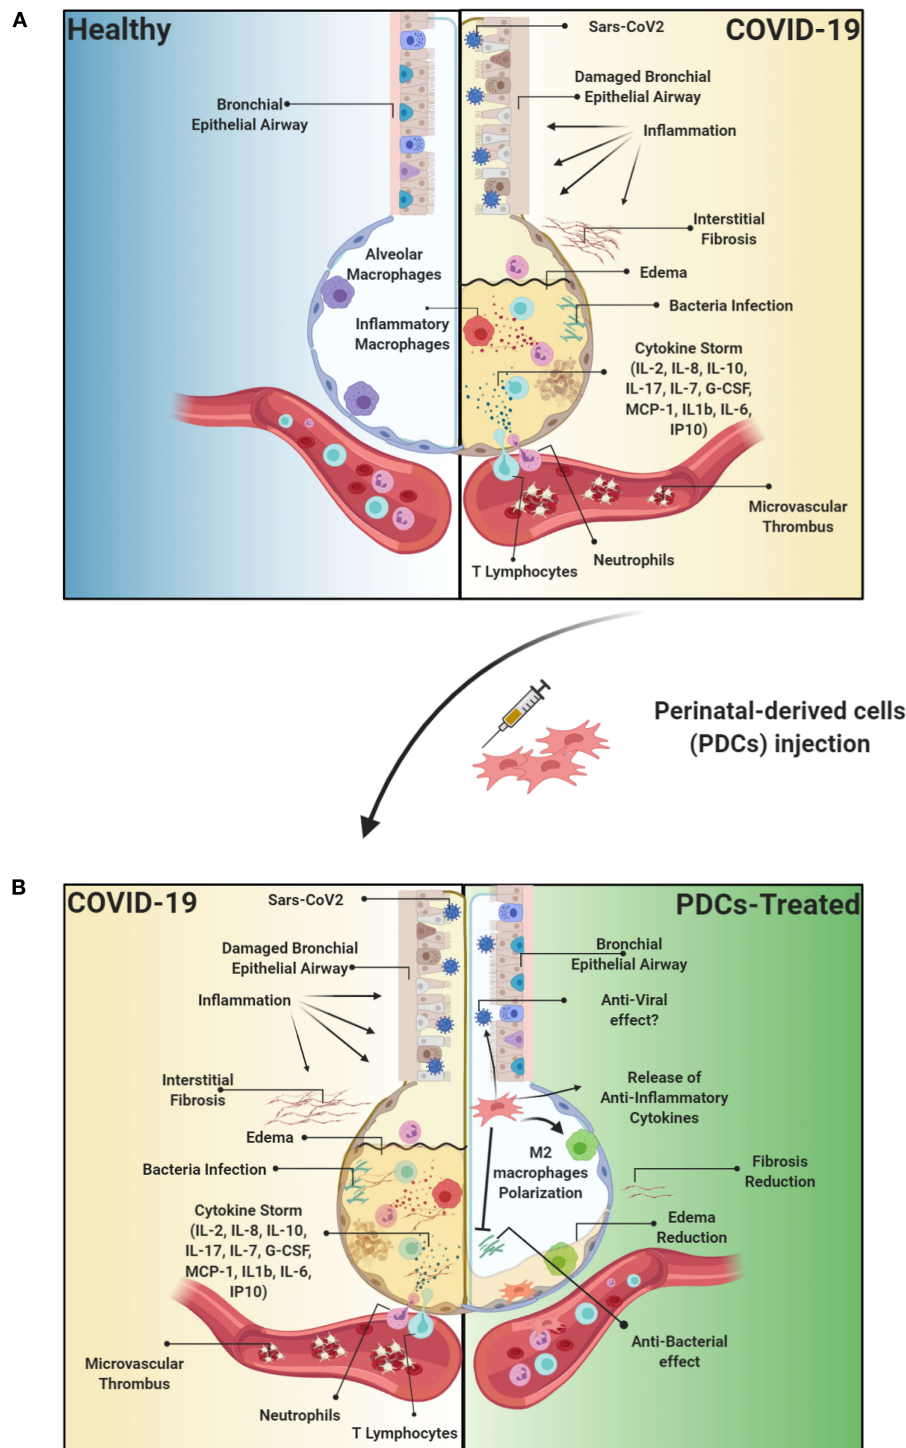 A
Healthy
COVID-19
Sars-CoV2
Damaged Bronchial
Epithelial Airway
Bronchial
Epithelial Airway
Inflammation
Interstitial
Fibrosis
Alveolar
Macrophages
Edema
Bacteria Infection
Inflammatory
Macrophages
Cytokine Storm
(IL-2, IL-8, IL-10,
IL-17, IL-7, G-CSF,
MCP-1, IL1b, IL-6,
IP10)
Microvascular
Thrombus
Neutrophils
T Lymphocytes
Perinatal-derived cells
(PDCs) injection
B
COVID-19
PDCs-Treated
Sars-CoV2
Damaged Bronchial
Epithelial Airway
Inflammation
Interstitial
Fibrosis
Edema
Bacteria Infection
Cytokine Storm
(IL-2, IL-8, IL-10,
IL-17, IL-7, G-CSF,
MCP-1, IL1b, IL-6,
IP10)
Microvascular
Thrombus
Neutrophils
T Lymphocytes
Bronchial
Epithelial Airway
Anti-Viral
effect?
Release of
Anti-Inflammatory
Cytokines
M2
macrophages
Polarization
Fibrosis
Reduction
Edema
Reduction
Anti-Bacterial
effect